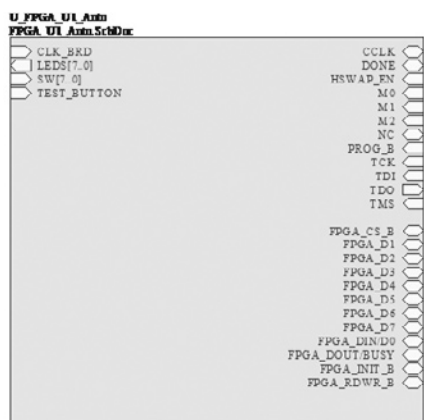 U_FPGA_U1_Auto
FPGA_U1_Auto.SchDoc
CLK_BRD
LEDS[7..0]
SW[7..0]
TEST_BUTTON
CCLK
DONE
HSWAP_EN
M0
M1
M2
NC
PROG_B
TCK
TDI
TDO
TMS
FPGA_CS_B
FPGA_D1
FPGA_D2
FPGA_D3
FPGA_D4
FPGA_D5
FPGA_D6
FPGA_D7
FPGA_DIN/D0
FPGA_DOUT/BUSY
FPGA_INIT_B
FPGA_RDWR_B